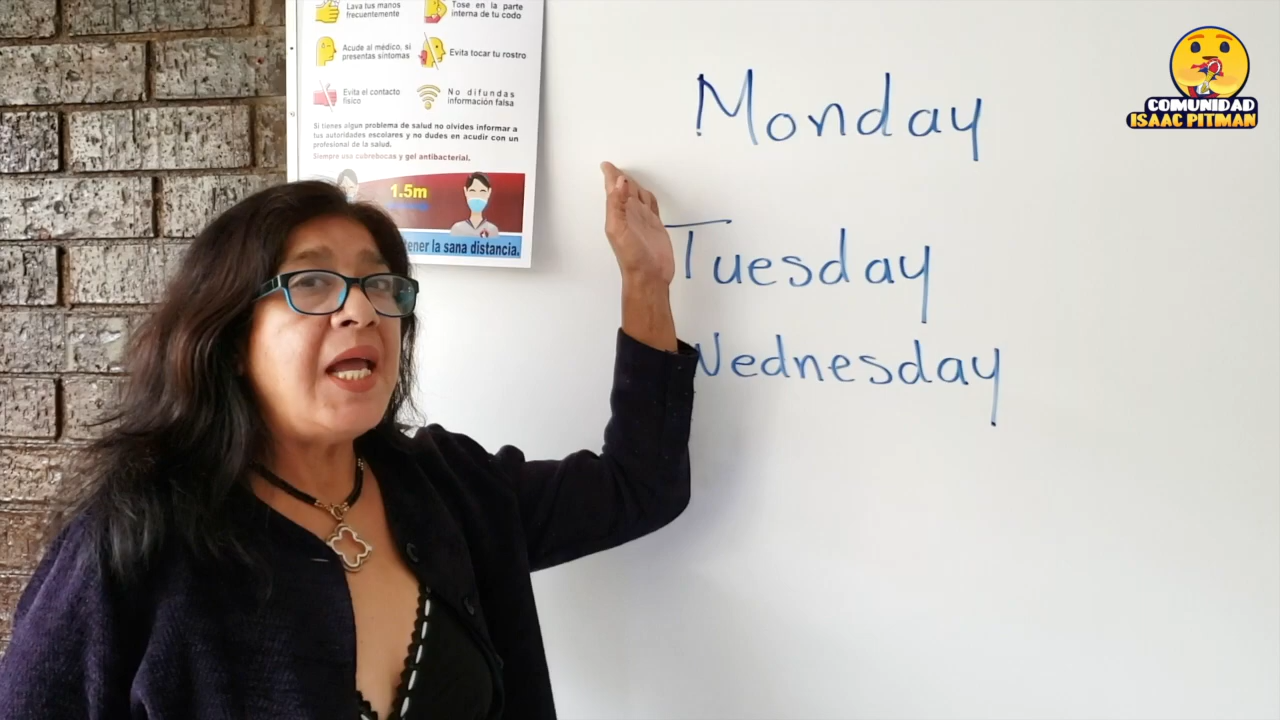 Lava tus manos
frecuentemente
Tose en la parte
interna de tu codo
Acude al médico, si
presentas síntomas
Evita tocar tu rostro
Evita el contacto
físico
No difundas
información falsa
Si tienes algun problema de salud no olvides informar a
tus autoridades escolares y no dudes en acudir con un
profesional de la salud.
Siempre usa cubrebocas y gel antibacterial.
1.5m
tener la sana distancia.
Monday
Tuesday
Wednesday
COMUNIDAD
ISAAC PITMAN